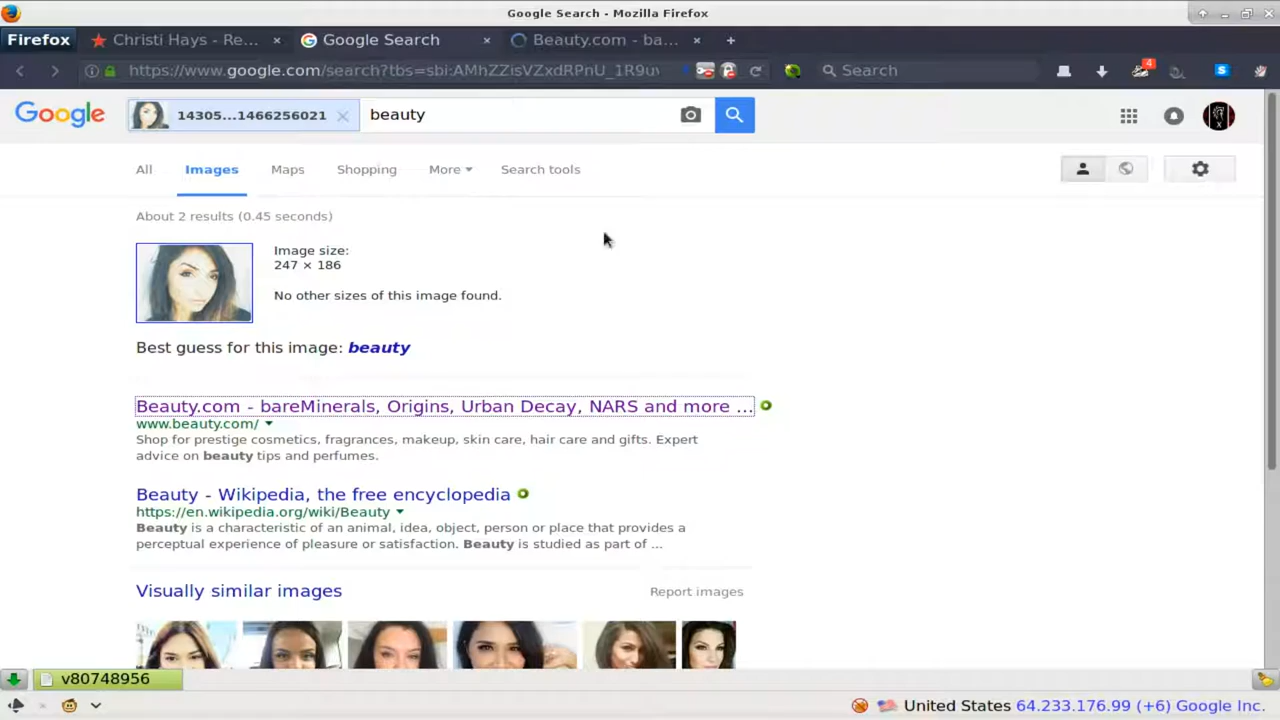 Google Search - Mozilla Firefox
Firefox
Christi Hays - Re...
Google Search
Beauty.com - ba...
https://www.google.com/search?tbs=sbi:AMhZZisVZxdRPnU_1R9uv
Search
4
S
Google
14305...1466256021
beauty
All
Images
Maps
Shopping
More
Search tools
About 2 results (0.45 seconds)
Image size:
247 × 186
No other sizes of this image found.
Best guess for this image: beauty
Beauty.com - bareMinerals, Origins, Urban Decay, NARS and more ...
www.beauty.com/
Shop for prestige cosmetics, fragrances, makeup, skin care, hair care and gifts. Expert
advice on beauty tips and perfumes.
Beauty - Wikipedia, the free encyclopedia
https://en.wikipedia.org/wiki/Beauty
Beauty is a characteristic of an animal, idea, object, person or place that provides a
perceptual experience of pleasure or satisfaction. Beauty is studied as part of ...
Visually similar images
Report images
v80748956
United States 64.233.176.99 (+6) Google Inc.